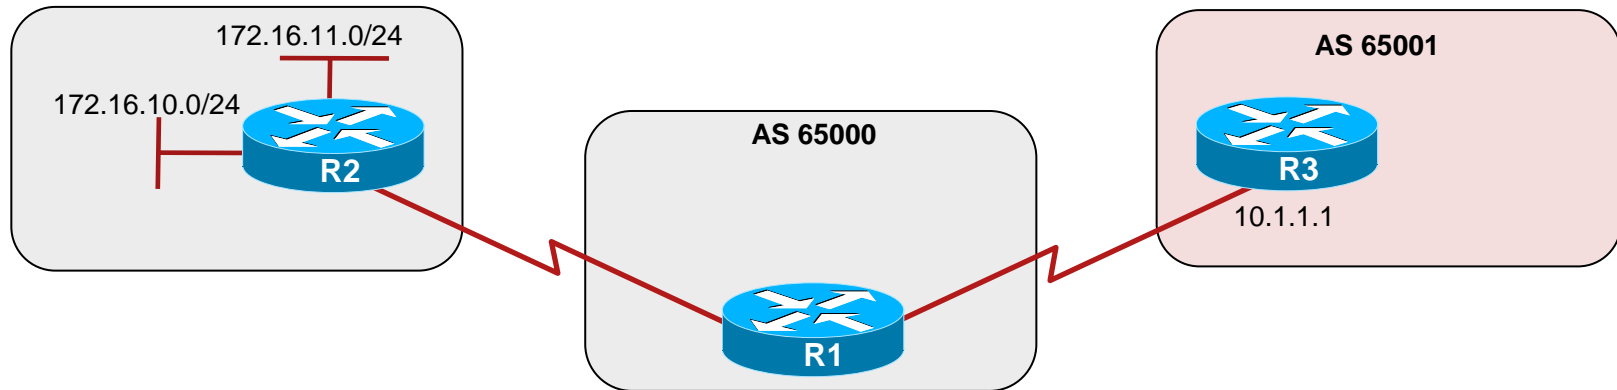 172.16.11.0/24
172.16.10.0/24
R2
AS 65000
R1
AS 65001
R3
10.1.1.1